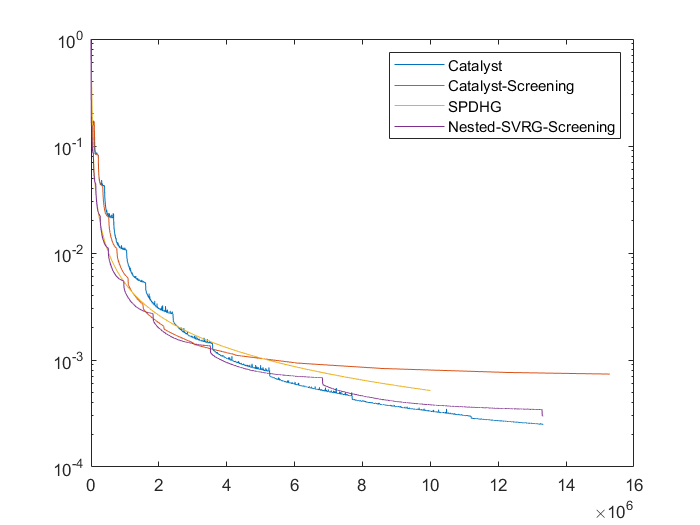 10^0
10^-1
10^-2
10^-3
10^-4
0 2 4 6 8 10 12 14 16
×10^6
Catalyst
Catalyst-Screening
SPDHG
Nested-SVRG-Screening